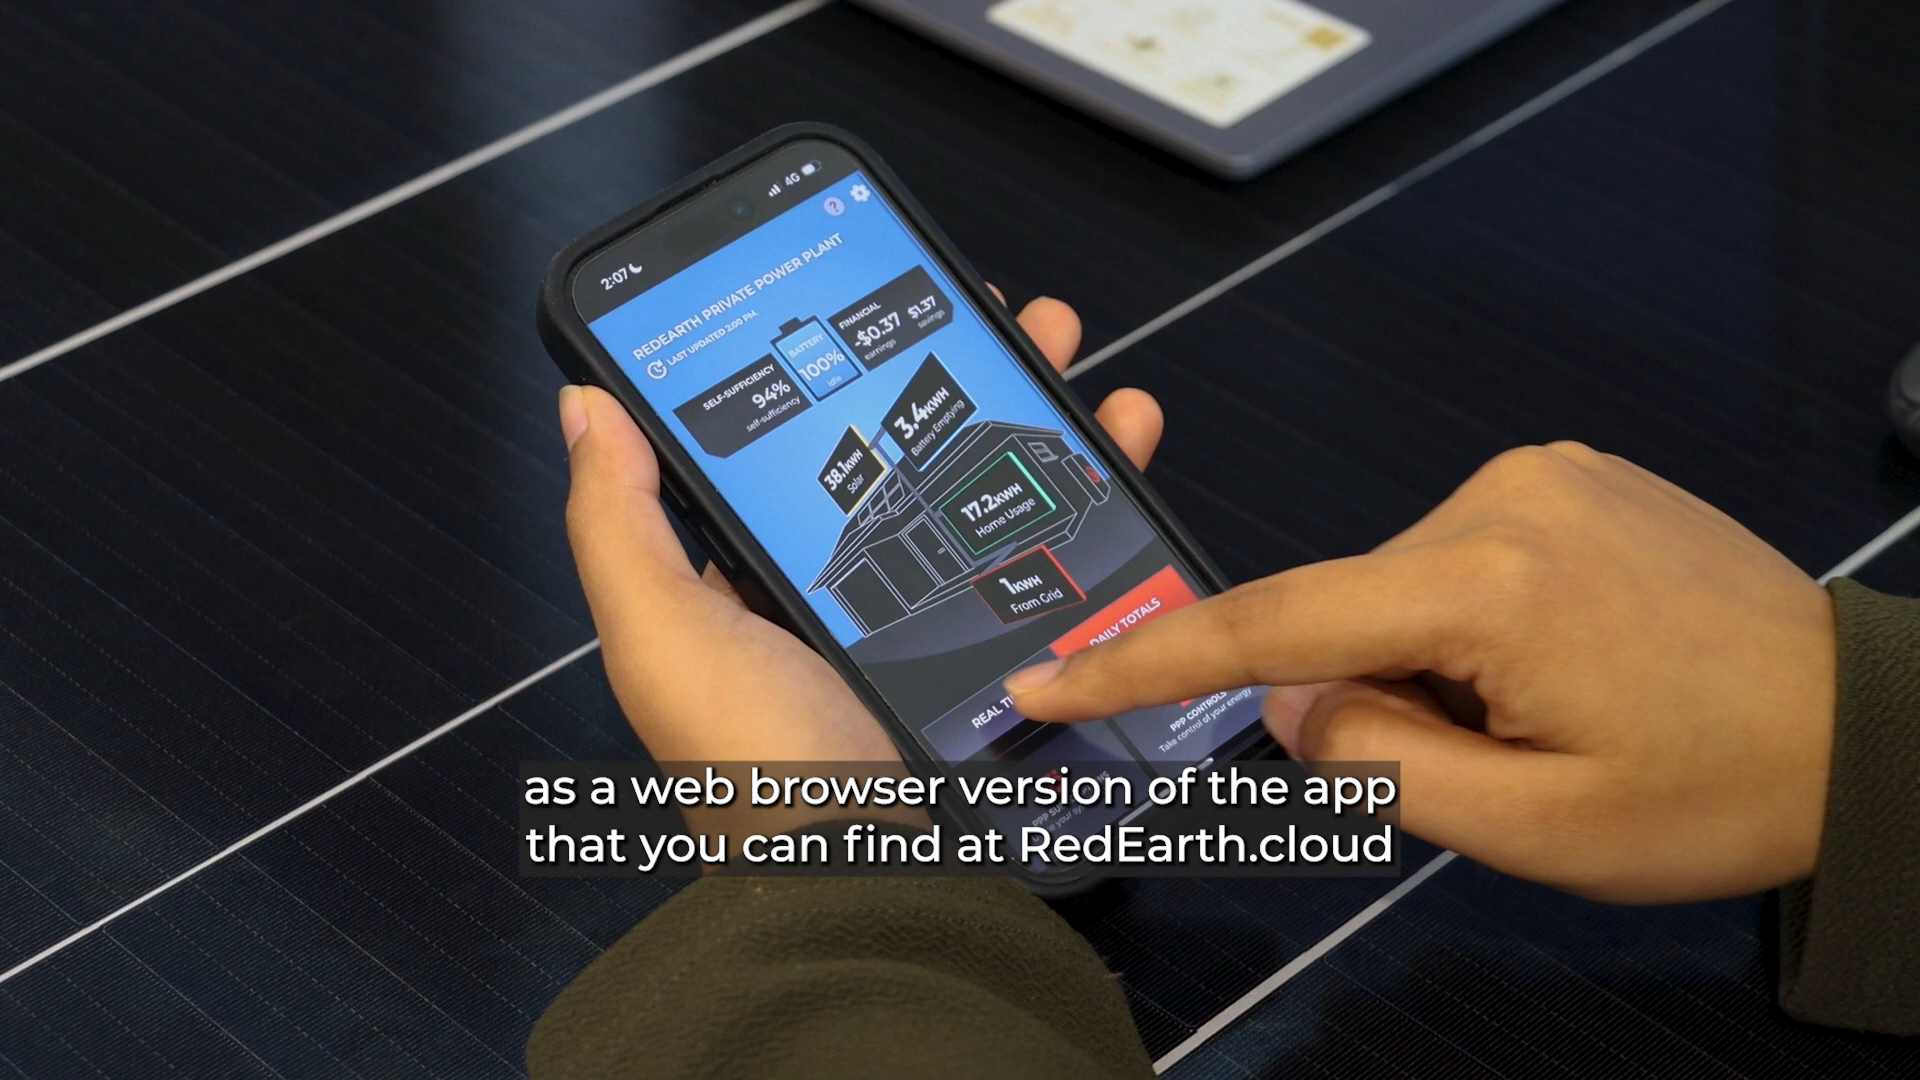 4G
2:07
?
REDEARTH PRIVATE POWER PLANT
LAST UPDATED 2:00 PM.
SELF-SUFFICIENCY
94%
self-sufficiency
BATTERY
100%
Idle
FINANCIAL
-$0.37
earnings
$1.37
savings
38.1KWH
Solar
3.4KWH
Battery Emptying
17.2KWH
Home Usage
1KWH
From Grid
DAILY TOTALS
REAL
PPP CONTROLS
Take control of your energy
as a web browser version of the app
that you can find at RedEarth.cloud